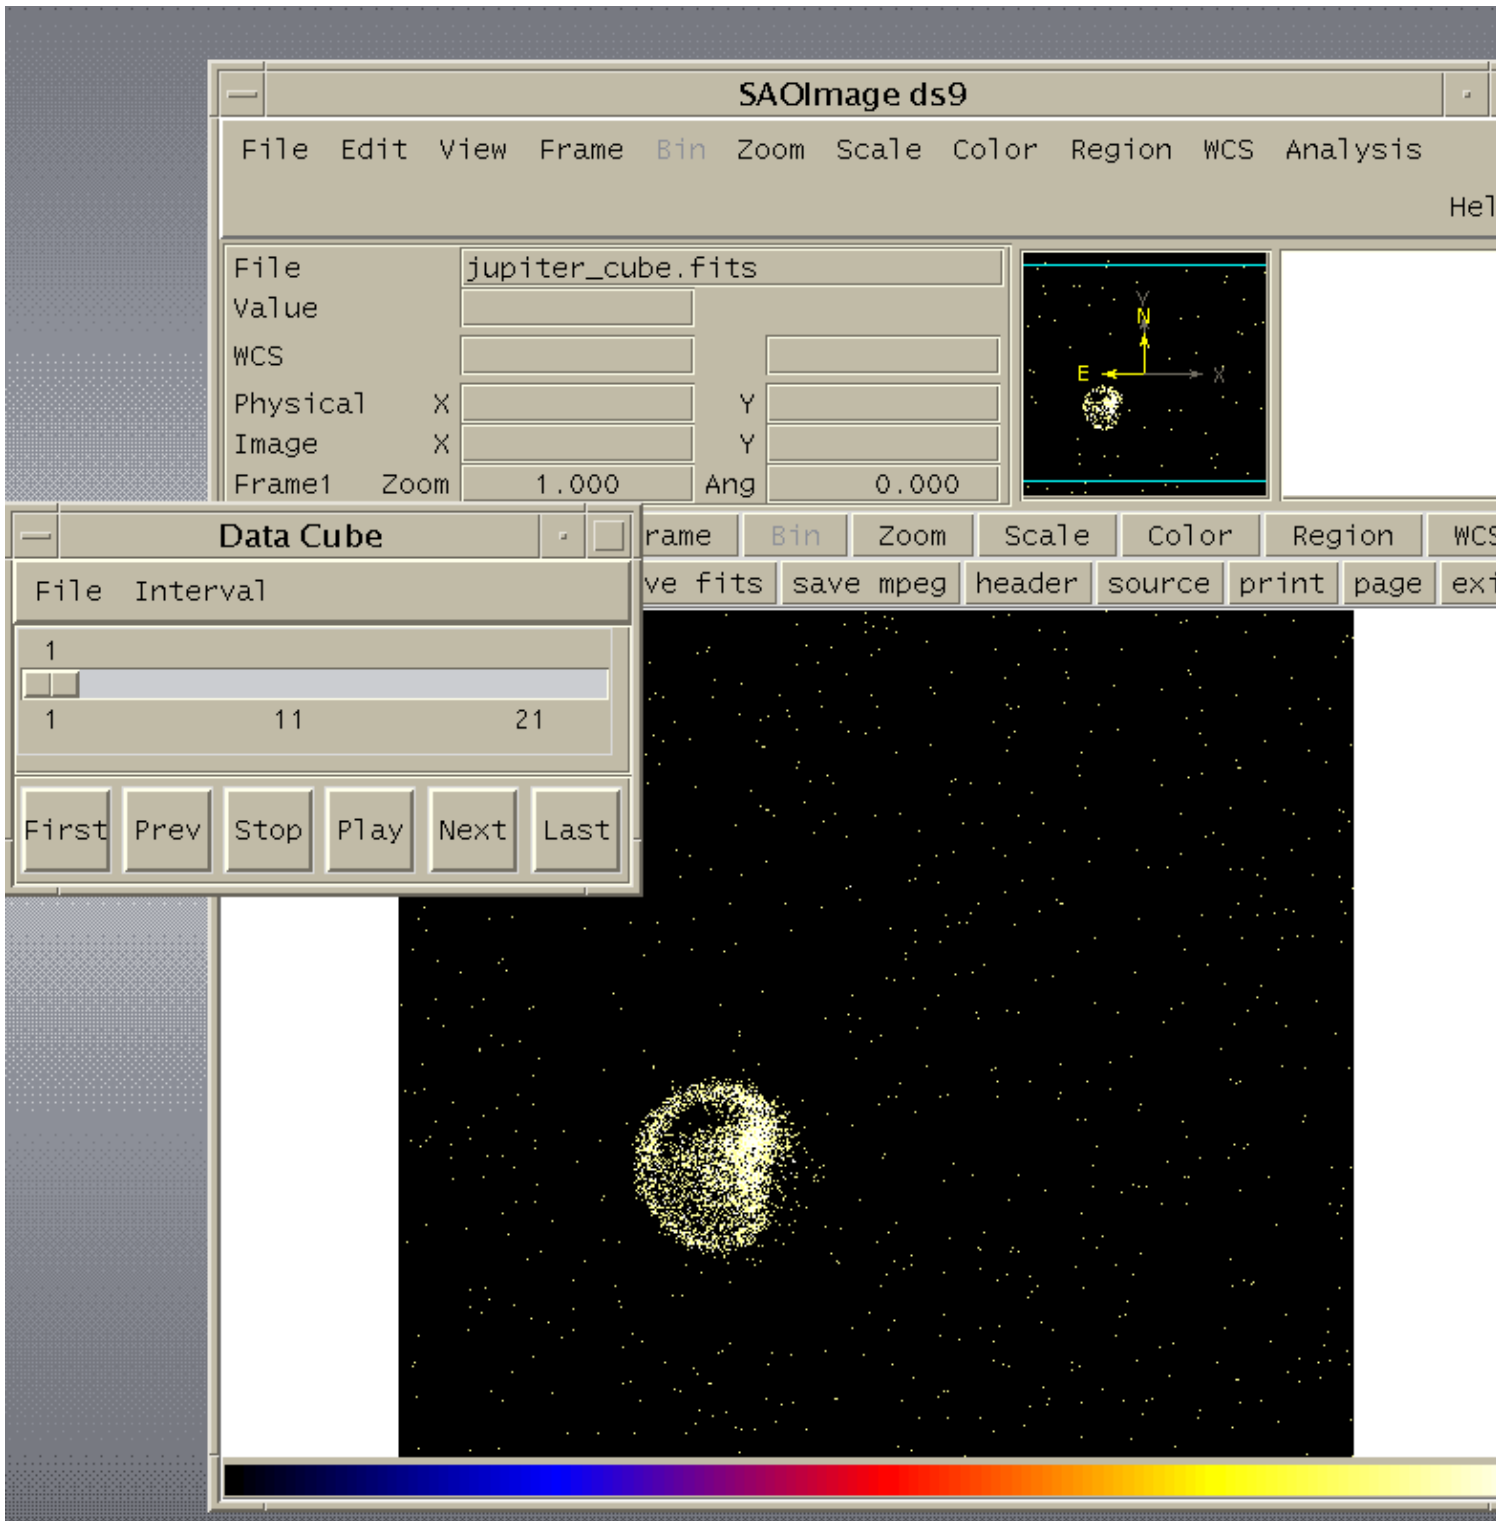 SAOImage ds9
File Edit View Frame Bin Zoom Scale Color Region WCS Analysis
Hel
File jupiter_cube.fits
Value
WCS
Physical X Y
Image X Y
Frame1 Zoom 1.000 Ang 0.000
Y
N
E X
rame Bin Zoom Scale Color Region WCS
ve fits save mpeg header source print page exi
Data Cube
File Interval
1
1 11 21
First Prev Stop Play Next Last